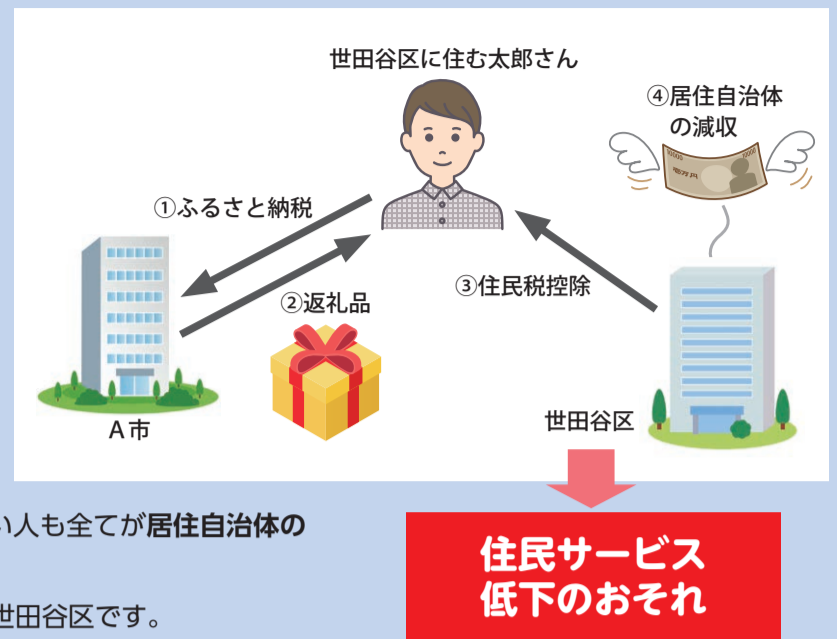 世田谷区に住む太郎さん
④居住自治体
の減収
①ふるさと納税
②返礼品
③住民税控除
A市
世田谷区
い人も全てが居住自治体の
世田谷区です。
住民サービス
低下のおそれ